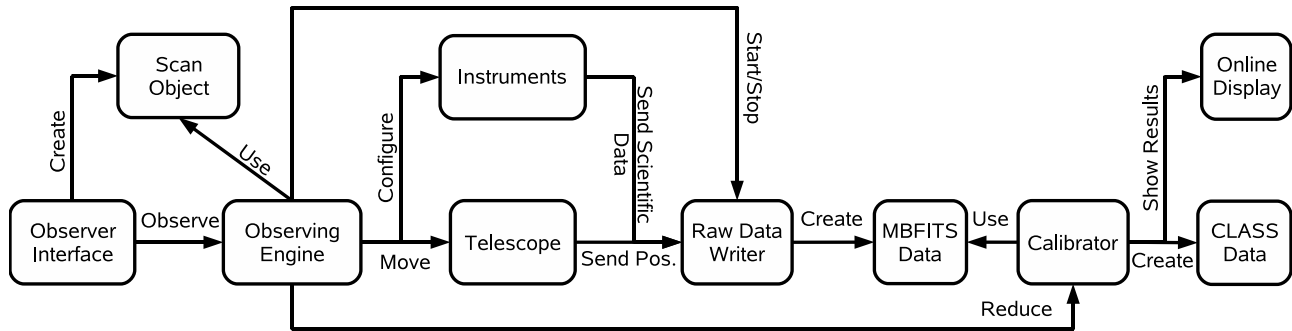 Scan
Object
Instruments
Online
Display
Create
Use
Configure
Send Scientific
Data
Start/Stop
Show Results
Observer
Interface
Observe
Observing
Engine
Move
Telescope
Send Pos.
Raw Data
Writer
Create
MBFITS
Data
Use
Calibrator
Create
CLASS
Data
Reduce